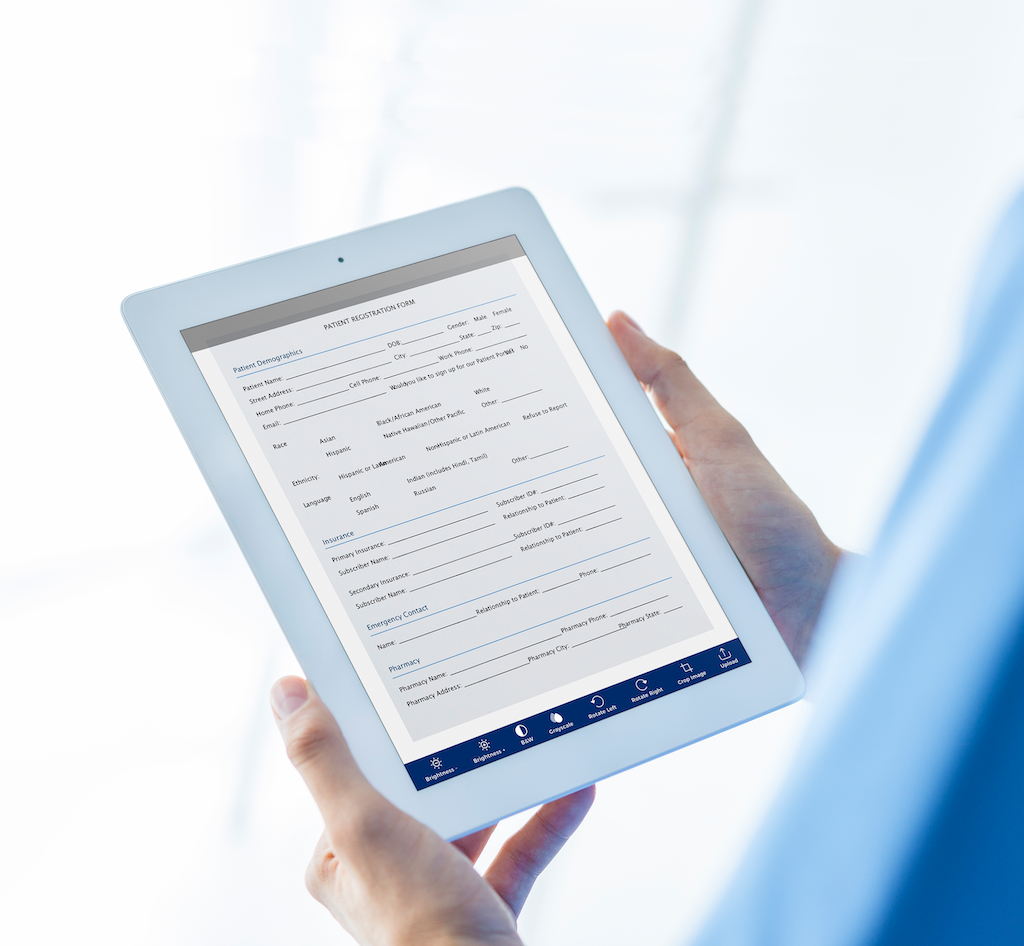 PATIENT REGISTRATION FORM
Patient Demographics
Patient Name: DOB: Gender: Male Female
Street Address: City: State: Zip:
Home Phone: Cell Phone: Work Phone:
Email: Would you like to sign up for our Patient Portal? No
Race Asian Black/African American White
Hispanic Native Hawaiian/Other Pacific Other:
Ethnicity: Hispanic or Latin American Non-Hispanic or Latin American Refuse to Report
Language English Indian (includes Hindi, Tamil) Other
Spanish Russian
Insurance
Primary Insurance: Subscriber ID#:
Subscriber Name: Relationship to Patient:
Secondary Insurance: Subscriber ID#:
Subscriber Name: Relationship to Patient:
Emergency Contact
Name: Relationship to Patient: Phone:
Pharmacy
Pharmacy Name: Pharmacy Phone:
Pharmacy Address: Pharmacy City: Pharmacy State:
Brightness - Brightness + B&W Grayscale Rotate Left Rotate Right Crop Image Upload